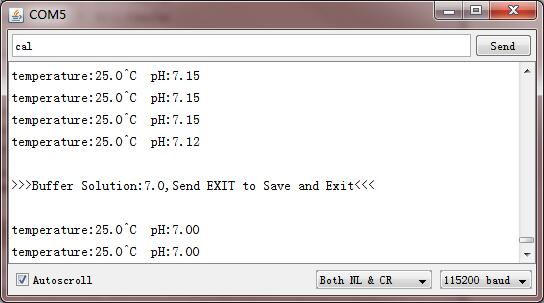 COM5
cal
Send
temperature:25.0^C  pH:7.15
temperature:25.0^C  pH:7.15
temperature:25.0^C  pH:7.15
temperature:25.0^C  pH:7.12
>>>Buffer Solution:7.0,Send EXIT to Save and Exit<<<
temperature:25.0^C  pH:7.00
temperature:25.0^C  pH:7.00
Autoscroll
Both NL & CR
115200 baud